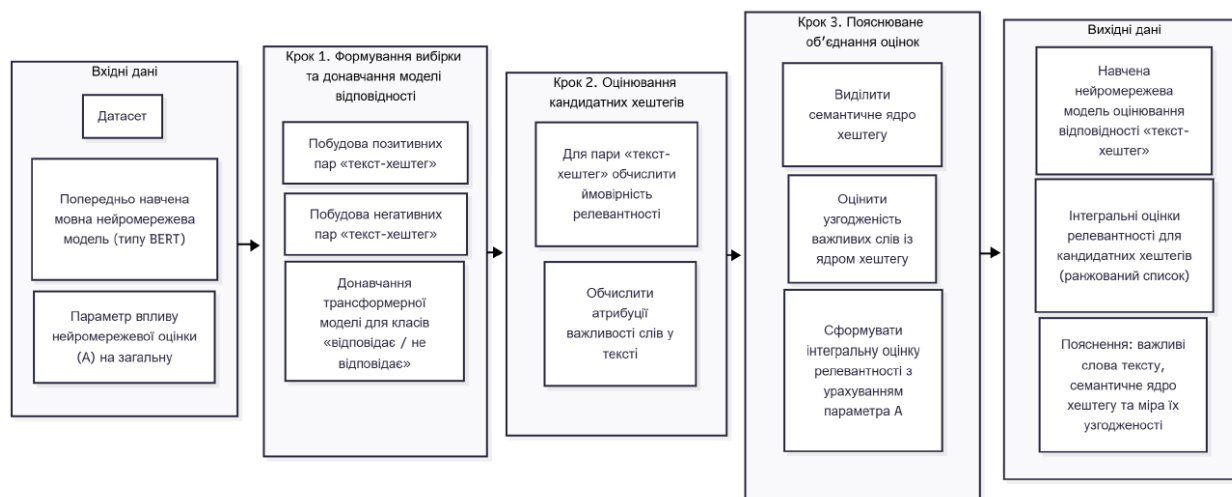 Вхідні дані
Датасет
Попередньо навчена
мовна нейромережева
модель (типу BERT)
Параметр впливу
нейромережевої оцінки
(A) на загальну
Крок 1. Формування вибірки
та донавчання моделі
відповідності
Побудова позитивних
пар «текст-хештег»
Побудова негативних
пар «текст-хештег»
Донавчання
трансформерної
моделі для класів
«відповідає / не
відповідає»
Крок 2. Оцінювання
кандидатних хештегів
Для пари «текст-
хештег» обчислити
ймовірність
релевантності
Обчислити
атрибуції
важливості слів у
тексті
Крок 3. Пояснюване
об’єднання оцінок
Виділити
семантичне ядро
хештегу
Оцінити
узгодженість
важливих слів із
ядром хештегу
Сформувати
інтегральну оцінку
релевантності з
урахуванням
параметра A
Вихідні дані
Навчена
нейромережева
модель оцінювання
відповідності “текст-
хештег»
Інтегральні оцінки
релевантності для
кандидатних хештегів
(ранжований список)
Пояснення: важливі
слова тексту,
семантичне ядро
хештегу та міра їх
узгодженості